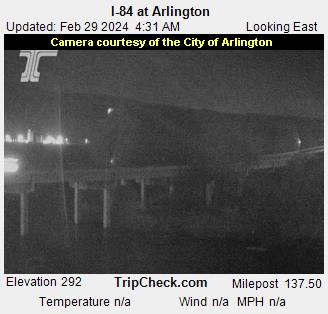 I-84 at Arlington
Updated: Feb 29 2024 4:31 AM Looking East
Camera courtesy of the City of Arlington
Elevation 292 TripCheck.com Milepost 137.50
Temperature n/a Wind n/a MPH n/a